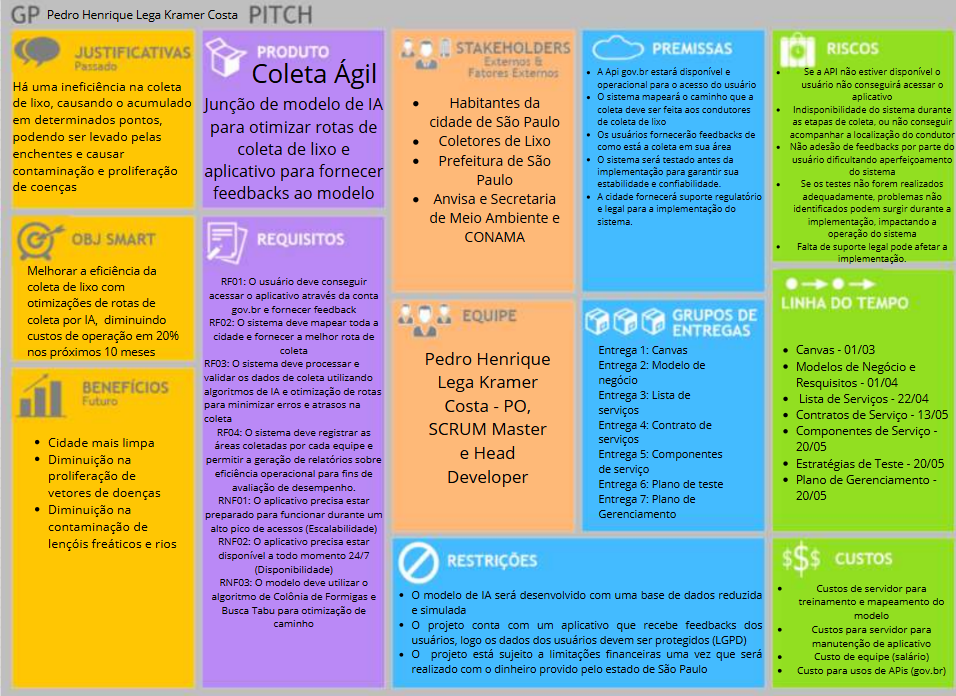 GP Pedro Henrique Lega Kramer Costa PITCH
JUSTIFICATIVAS
Passado
Há uma ineficiência na coleta
de lixo, causando o acumulado
em determinados pontos,
podendo ser levado pelas
enchentes e causar
contaminação e proliferação
de coenças
OBJ SMART
Melhorar a eficiência da
coleta de lixo com
otimizações de rotas de
coleta por IA, diminuindo
custos de operação em 20%
nos próximos 10 meses
BENEFÍCIOS
Futuro
• Cidade mais limpa
• Diminuição na
proliferação de
vetores de doenças
• Diminuição na
contaminação de
lençóis freáticos e rios
PRODUTO
Coleta Ágil
Junção de modelo de IA
para otimizar rotas de
coleta de lixo e
aplicativo para fornecer
feedbacks ao modelo
REQUISITOS
RF01: O usuário deve conseguir
acessar o aplicativo através da conta
gov.br e fornecer feedback
RF02: O sistema deve mapear toda a
cidade e fornecer a melhor rota de
coleta
RF03: O sistema deve processar e
validar os dados de coleta utilizando
algoritmos de IA e otimização de rotas
para minimizar erros e atrasos na
coleta
RF04: O sistema deve registrar as
áreas coletadas por cada equipe e
permitir a geração de relatórios sobre
eficiência operacional para fins de
avaliação de desempenho.
RNF01: O aplicativo precisa estar
preparado para funcionar durante um
alto pico de acessos (Escalabilidade)
RNF02: O aplicativo precisa estar
disponível a todo momento 24/7
(Disponibilidade)
RNF03: O modelo deve utilizar o
algoritmo de Colônia de Formigas e
Busca Tabu para otimização de
caminho
STAKEHOLDERS
Externos &
Fatores Externos
• Habitantes da
cidade de São Paulo
• Coletores de Lixo
• Prefeitura de São
Paulo
• Anvisa e Secretaria
de Meio Ambiente e
CONAMA
EQUIPE
Pedro Henrique
Lega Kramer
Costa - PO,
SCRUM Master
e Head
Developer
PREMISSAS
• A Api gov.br estará disponível e
operacional para o acesso do usuário
• O sistema mapeará o caminho que a
coleta deve ser feita aos condutores
de coleta de lixo
• Os usuários fornecerão feedbacks de
como está a coleta em sua área
• O sistema será testado antes da
implementação para garantir sua
estabilidade e confiabilidade.
• A cidade fornecerá suporte regulatório
e legal para a implementação do
sistema.
GRUPOS DE
ENTREGAS
Entrega 1: Canvas
Entrega 2: Modelo de
negócio
Entrega 3: Lista de
serviços
Entrega 4: Contrato de
serviços
Entrega 5: Componentes
de serviço
Entrega 6: Plano de teste
Entrega 7: Plano de
Gerenciamento
RESTRIÇÕES
• O modelo de IA será desenvolvido com uma base de dados reduzida
e simulada
• O projeto conta com um aplicativo que recebe feedbacks dos
usuários, logo os dados dos usuários devem ser protegidos (LGPD)
• O projeto está sujeito a limitações financeiras uma vez que será
realizado com o dinheiro provido pelo estado de São Paulo
RISCOS
• Se a API não estiver disponível o
usuário não conseguirá acessar o
aplicativo
• Indisponibilidade do sistema durante
as etapas de coleta, ou não conseguir
acompanhar a localização do condutor
• Não adesão de feedbacks por parte do
usuário dificultando aperfeiçoamento
do sistema
• Se os testes não forem realizados
adequadamente, problemas não
identificados podem surgir durante a
implementação, impactando a
operação do sistema
• Falta de suporte legal pode afetar a
implementação.
LINHA DO TEMPO
• Canvas - 01/03
• Modelos de Negócio e
Resquisitos - 01/04
• Lista de Serviços - 22/04
• Contratos de Serviço - 13/05
• Componentes de Serviço -
20/05
• Estratégias de Teste - 20/05
• Plano de Gerenciamento -
20/05
$$$ CUSTOS
• Custos de servidor para
treinamento e mapeamento do
modelo
• Custos para servidor para
manutenção de aplicativo
• Custo de equipe (salário)
• Custo para usos de APIs (gov.br)